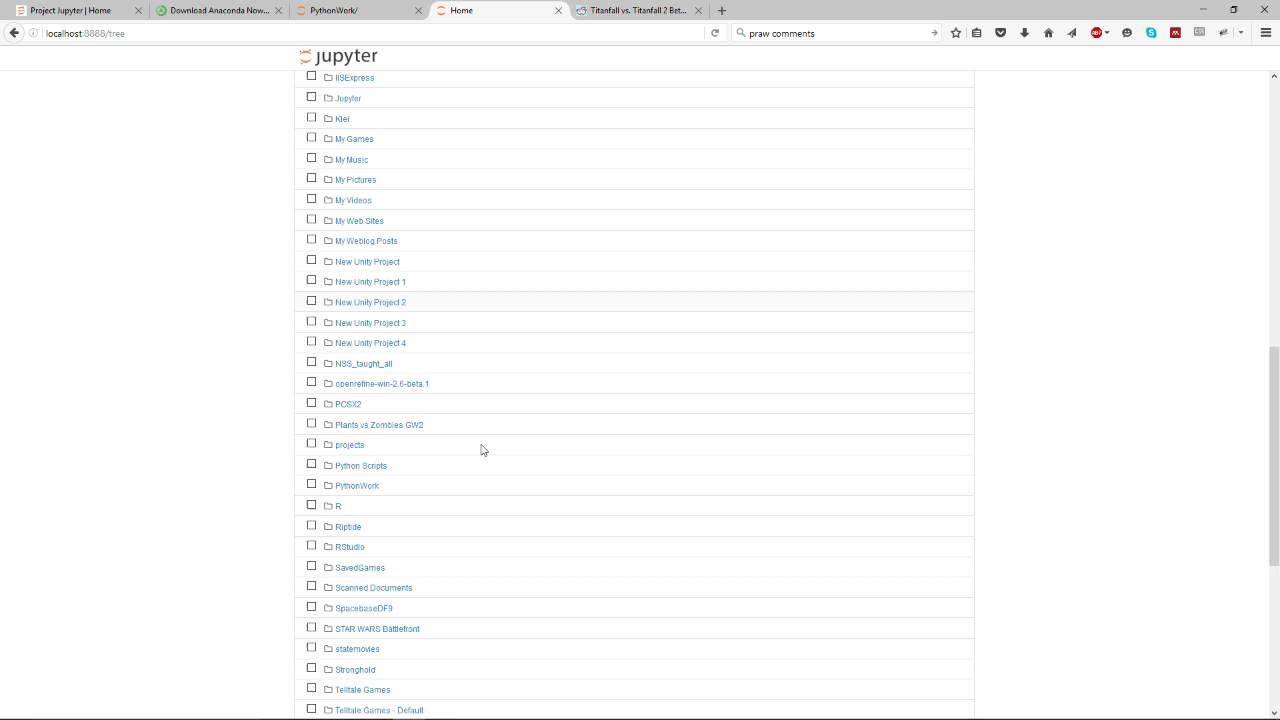 Project Jupyter | Home
Download Anaconda Now...
PythonWork/
Home
Titanfall vs. Titanfall 2 Bet...
localhost:8888/tree
praw comments
ABP
CSS
jupyter
IISExpress
Jupyter
Klei
My Games
My Music
My Pictures
My Videos
My Web Sites
My Weblog Posts
New Unity Project
New Unity Project 1
New Unity Project 2
New Unity Project 3
New Unity Project 4
NSS_taught_all
openrefine-win-2.6-beta.1
PCSX2
Plants vs Zombies GW2
projects
Python Scripts
PythonWork
R
Riptide
RStudio
SavedGames
Scanned Documents
SpacebaseDF9
STAR WARS Battlefront
statemovies
Stronghold
Telltale Games
Telltale Games - Default